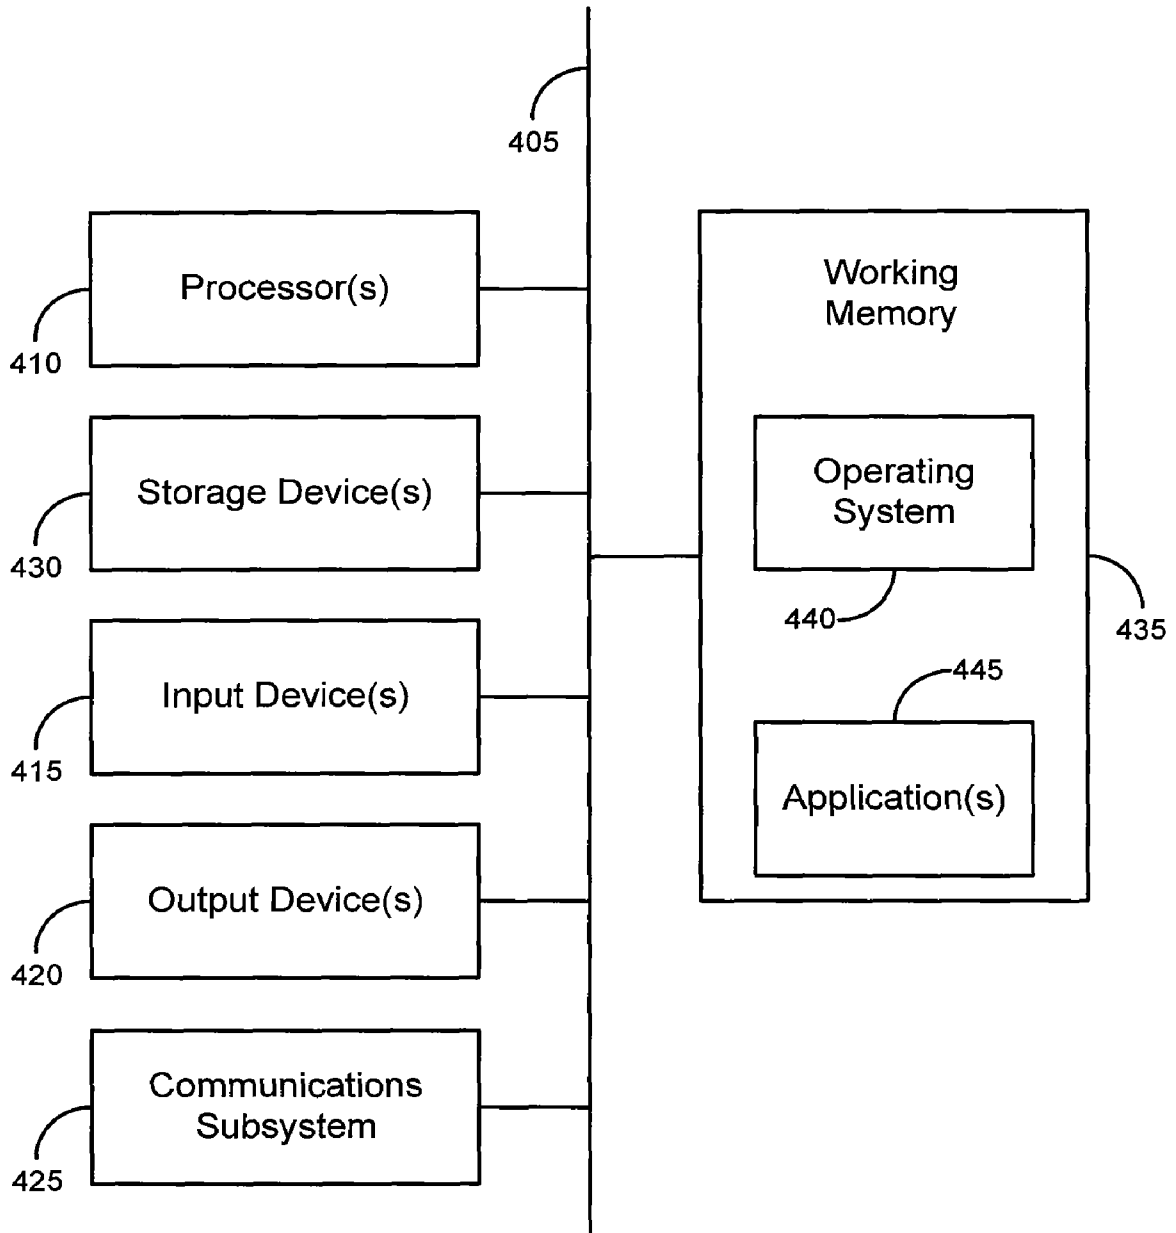 405
Processor(s)
410
Storage Device(s)
430
Input Device(s)
415
Output Device(s)
420
Communications
Subsystem
425
Working
Memory
Operating
System
440
435
445
Application(s)